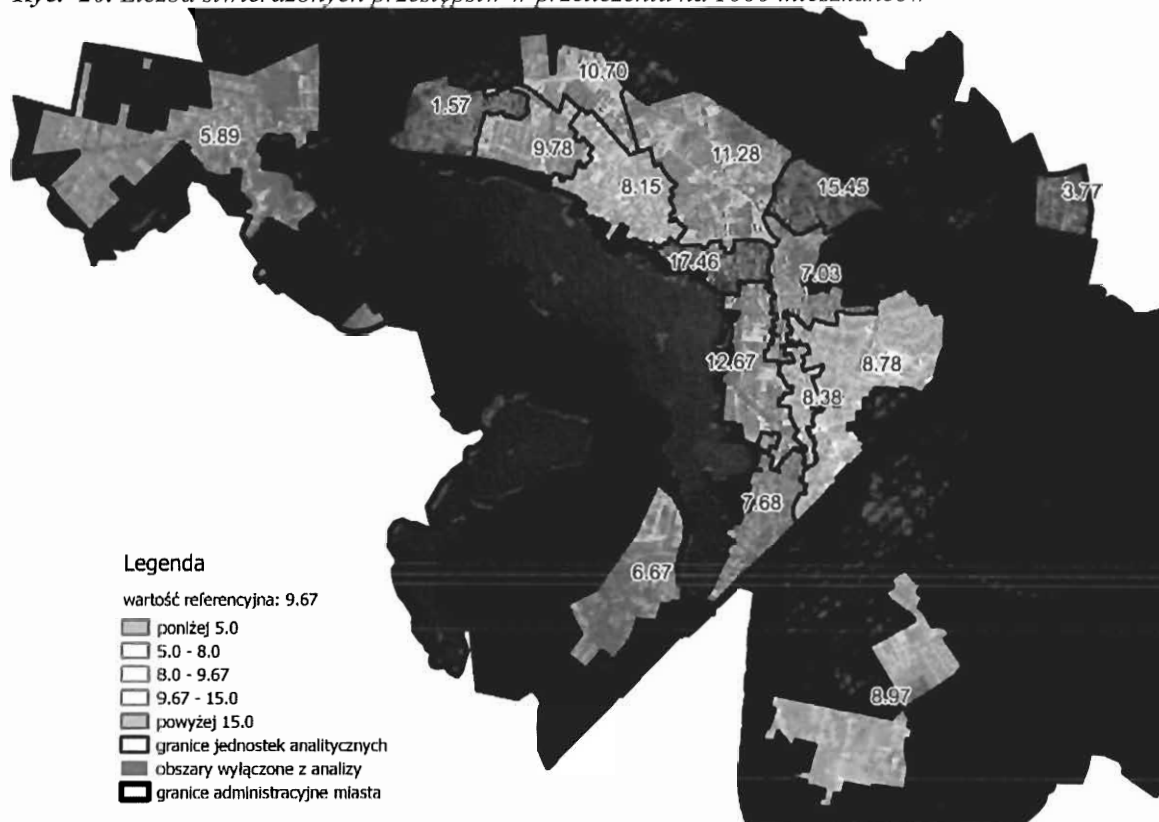 10.70
1.57
5.89
9.78
11.28
8.15
15.45
3.77
17.46
7.03
12.67
8.78
8.38
7.68
6.67
8.97
Legenda
wartość referencyjna: 9.67
poniżej 5.0
5.0 - 8.0
8.0 - 9.67
9.67 - 15.0
powyżej 15.0
granice jednostek analitycznych
obszary wyłączone z analizy
granice administracyjne miasta